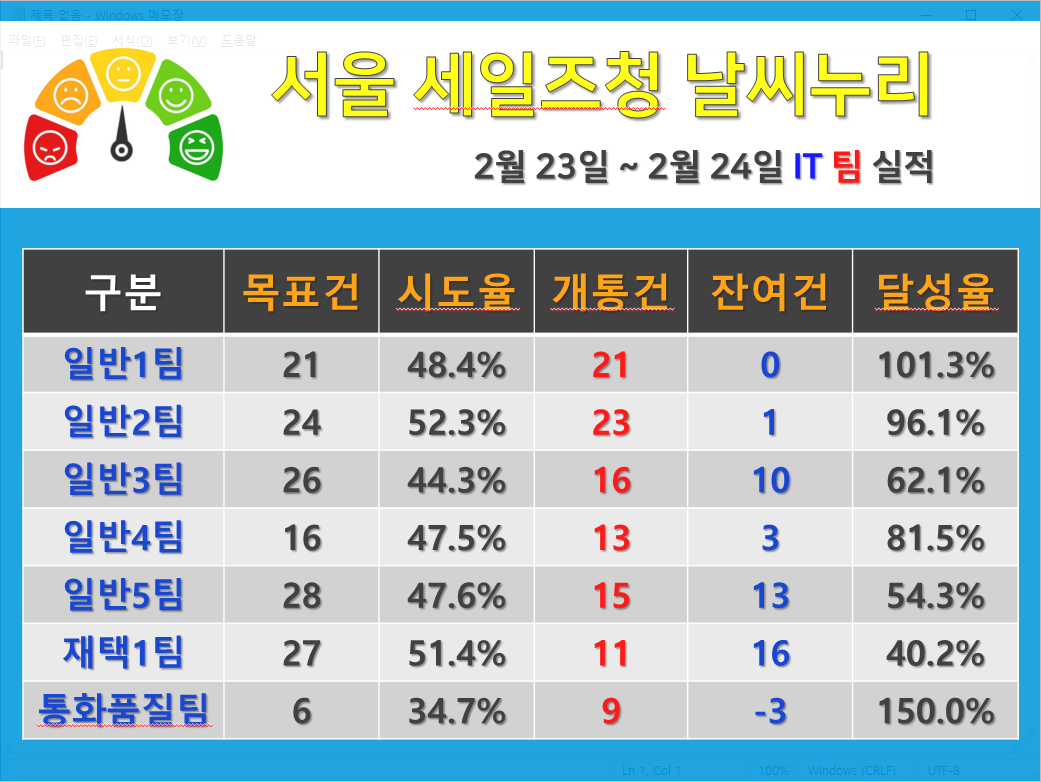 제목 없음 - Windows 메모장
파일(F) 편집(E) 서식(O) 보기(V) 도움말
서울 세일즈청 날씨누리
2월 23일 ~ 2월 24일 IT 팀 실적
구분 목표건 시도율 개통건 잔여건 달성율
일반1팀 21 48.4% 21 0 101.3%
일반2팀 24 52.3% 23 1 96.1%
일반3팀 26 44.3% 16 10 62.1%
일반4팀 16 47.5% 13 3 81.5%
일반5팀 28 47.6% 15 13 54.3%
재택1팀 27 51.4% 11 16 40.2%
통화품질팀 6 34.7% 9 -3 150.0%
Ln 1, Col 1 100% Windows (CRLF) UTF-8